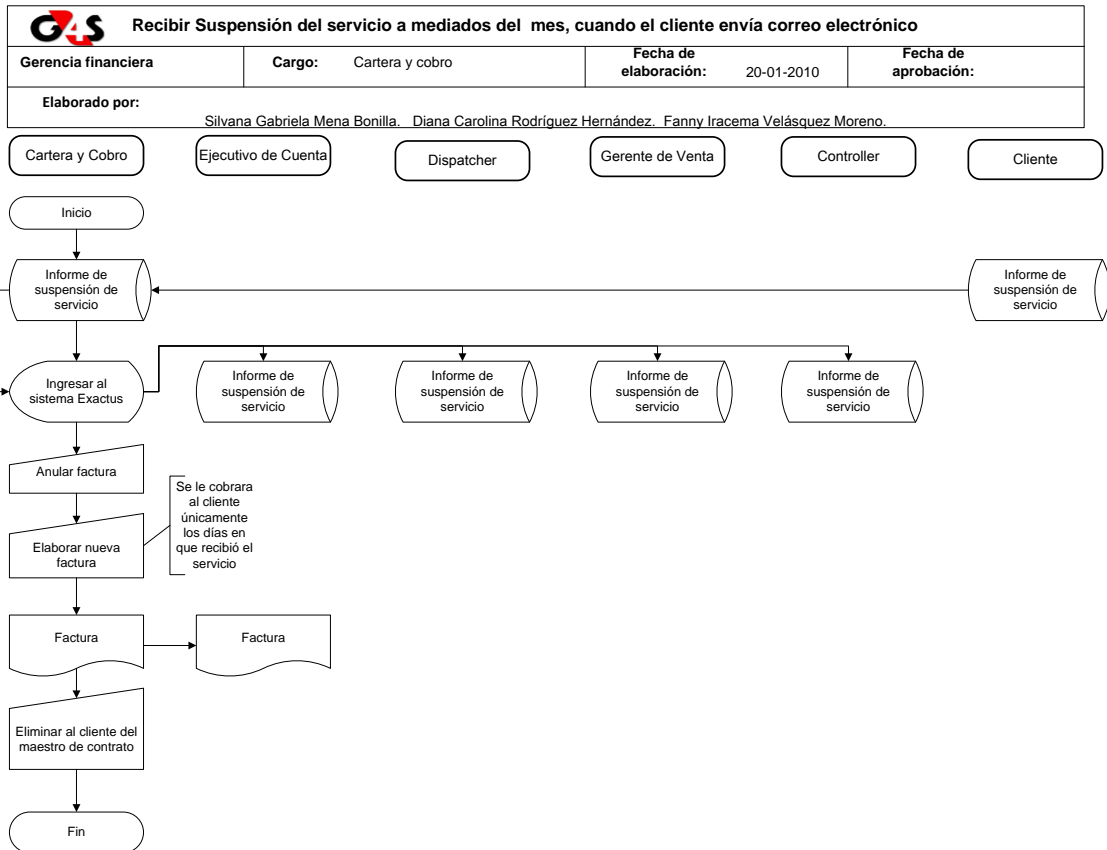 G4S
Recibir Suspensión del servicio a mediados del mes, cuando el cliente envía correo electrónico
Gerencia financiera
Cargo:
Cartera y cobro
Fecha de
elaboración:
20-01-2010
Fecha de
aprobación:
Elaborado por:
Silvana Gabriela Mena Bonilla. Diana Carolina Rodríguez Hernández. Fanny Iracema Velásquez Moreno.
Cartera y Cobro
Ejecutivo de Cuenta
Dispatcher
Gerente de Venta
Controller
Cliente
Inicio
Informe de
suspensión de
servicio
Informe de
suspensión de
servicio
Ingresar al
sistema Exactus
Informe de
suspensión de
servicio
Informe de
suspensión de
servicio
Informe de
suspensión de
servicio
Informe de
suspensión de
servicio
Anular factura
Se le cobrara
al cliente
únicamente
los días en
que recibió el
servicio
Elaborar nueva
factura
Factura
Factura
Eliminar al cliente del
maestro de contrato
Fin